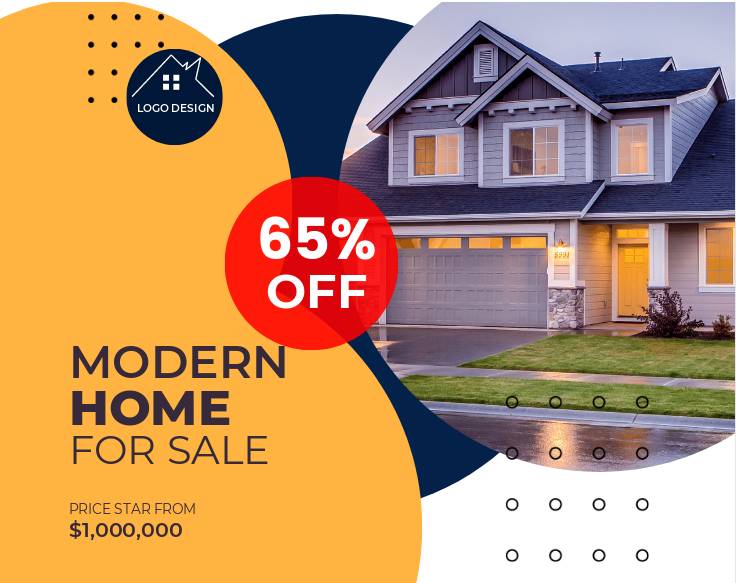 LOGO DESIGN
65%
OFF
MODERN
HOME
FOR SALE
PRICE STAR FROM
$1,000,000